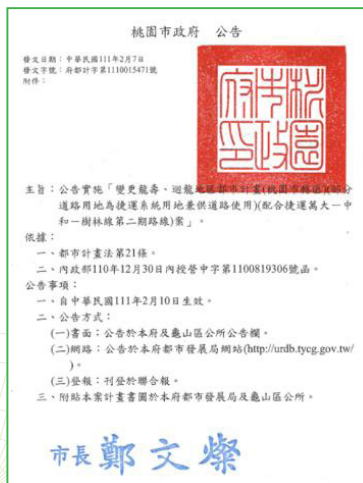 桃園市政府　公告
發文日期：中華民國111年2月7日
發文字號：府都計字第1110015471號
附件：
桃園市政府印
主旨：公告實施「變更龍壽、迴龍地區都市計畫(桃園市轄區)(部分
道路用地為捷運系統用地兼供道路使用)(配合捷運萬大－中
和－樹林線第二期路線)案」。
依據：
一、都市計畫法第21條。
二、內政部110年12月30日內授營中字第1100819306號函。
公告事項：
一、自中華民國111年2月10日生效。
二、公告方式：
(一)書面：公告於本府及龜山區公所公告欄。
(二)網路：公告於本府都市發展局網站(http://urdb.tycg.gov.tw/
)。
(三)登報：刊登於聯合報。
三、附貼本案計畫書圖於本府都市發展局及龜山區公所。
市長 鄭文燦